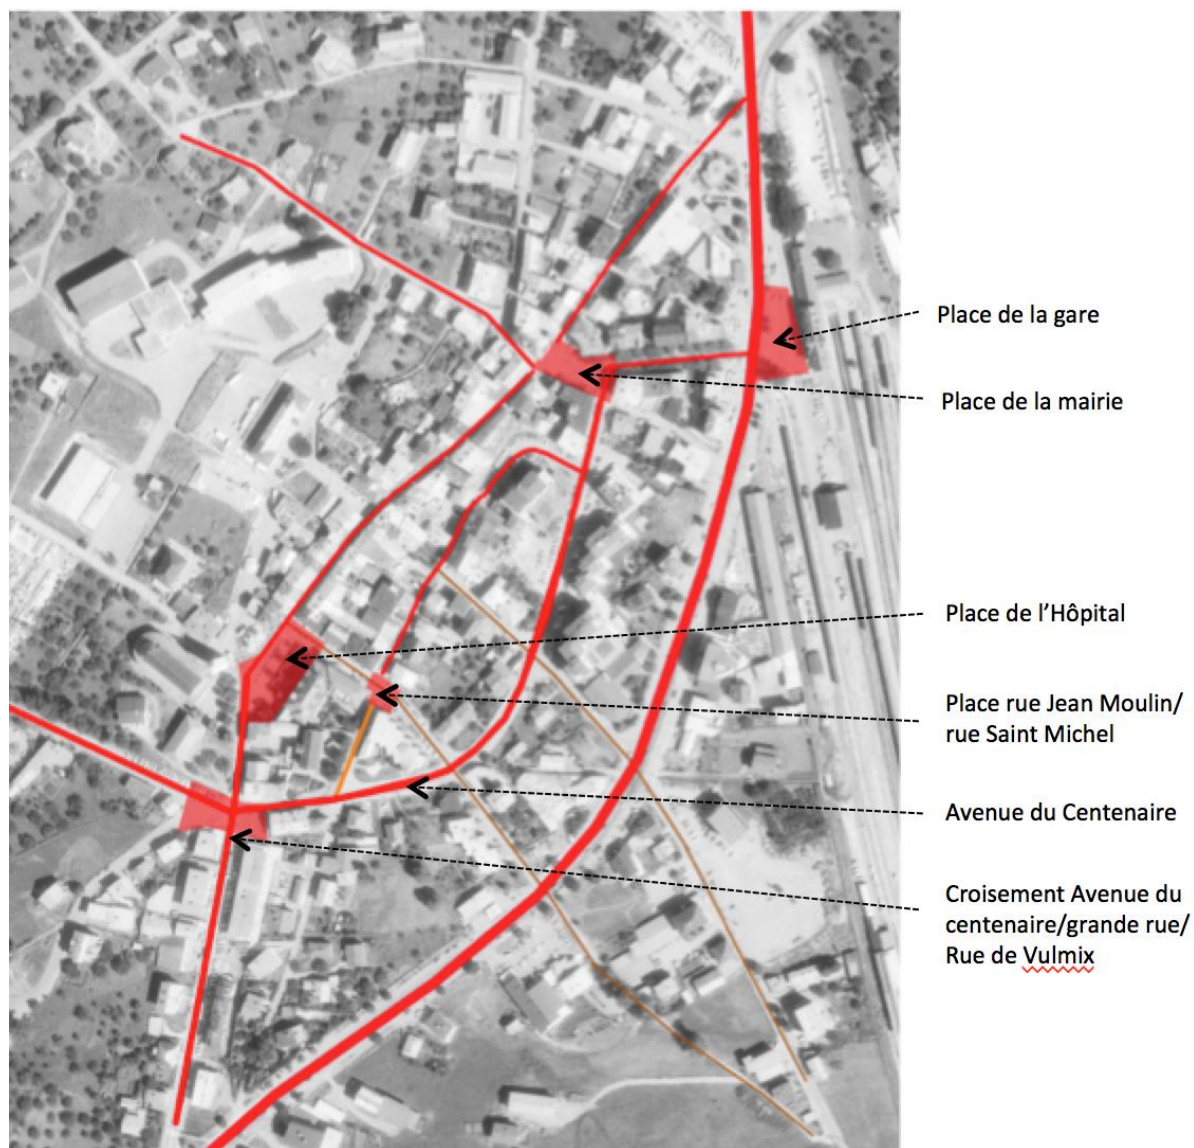 Place de la gare
Place de la mairie
Place de l’Hôpital
Place rue Jean Moulin/
rue Saint Michel
Avenue du Centenaire
Croisement Avenue du
centenaire/grande rue/
Rue de Vulmix